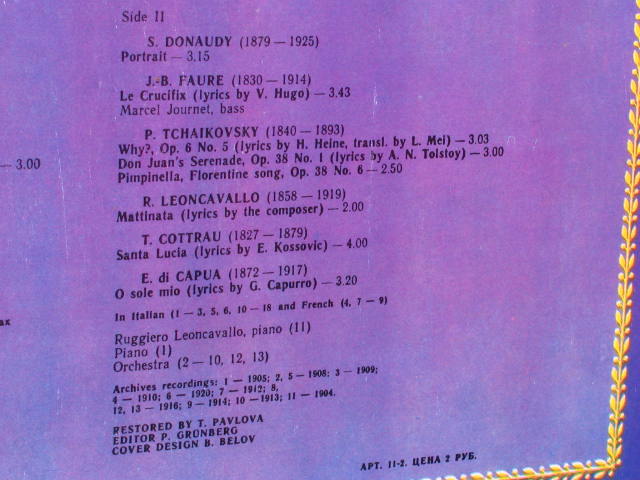 Side II
S. DONAUDY (1879 — 1925)
Portrait — 3.15
J.-B. FAURE (1830 — 1914)
Le Crucifix (lyrics by V. Hugo) — 3.43
Marcel Journet, bass
P. TCHAIKOVSKY (1840 — 1893)
Why?, Op. 6 No. 5 (lyrics by H. Heine, transl. by L. Mei) — 3.03
Don Juan's Serenade, Op. 38 No. 1 (lyrics by A. N. Tolstoy) — 3.00
Pimpinella, Florentine song, Op. 38 No. 6 — 2.50
R. LEONCAVALLO (1858 — 1919)
Mattinata (lyrics by the composer) — 2.00
T. COTTRAU (1827 — 1879)
Santa Lucia (lyrics by E. Kossovic) — 4.00
E. di CAPUA (1872 — 1917)
O sole mio (lyrics by G. Capurro) — 3.20
In Italian (1 — 3, 5, 6, 10 — 18 and French (4, 7 — 9)
Ruggiero Leoncavallo, piano (11)
Piano (1)
Orchestra (2 — 10, 12, 13)
Archives recordings: 1 — 1905; 2, 5 — 1908; 3 — 1909;
4 — 1910; 6 — 1920; 7 — 1912; 8,
12, 13 — 1916; 9 — 1914; 10 — 1913; 11 — 1904.
RESTORED BY T. PAVLOVA
EDITOR P. GRÜNBERG
COVER DESIGN B. BELOV
АРТ. 11-2. ЦЕНА 2 РУБ.
— 3.00
ах